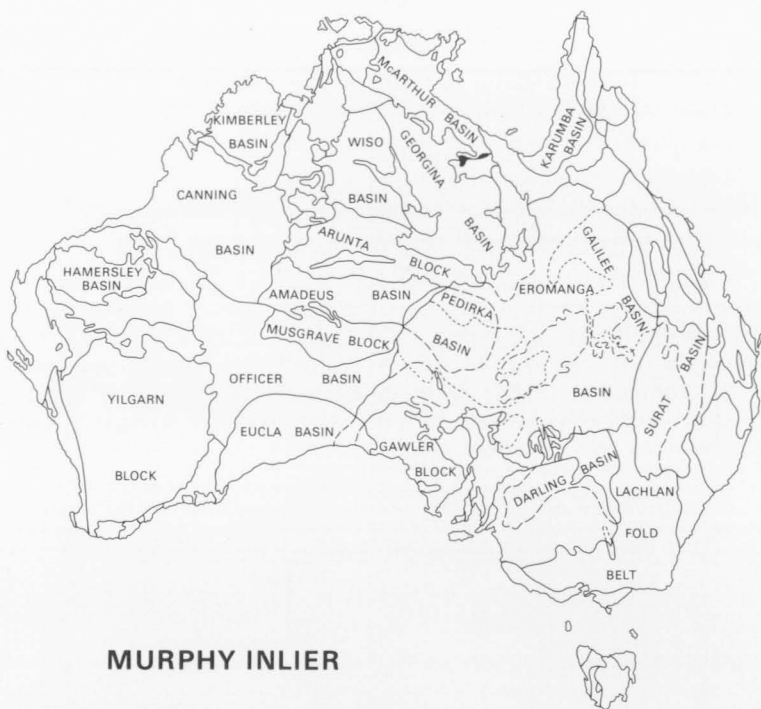 McARTHUR BASIN
KARUMBA
BASIN
KIMBERLEY
BASIN
WISO
BASIN
GEORGINA
BASIN
CANNING
BASIN
ARUNTA
BLOCK
GALILEE
BASIN
HAMERSLEY
BASIN
EROMANGA
BASIN
AMADEUS BASIN
PEDIRKA
BASIN
MUSGRAVE BLOCK
OFFICER BASIN
YILGARN
BLOCK
SURAT
BASIN
EUCLA BASIN
GAWLER
BLOCK
DARLING
BASIN
LACHLAN
FOLD
BELT
MURPHY INLIER